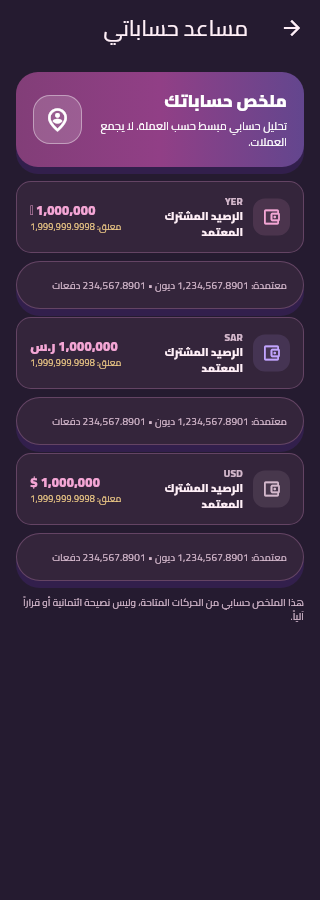 مساعد حساباتي
ملخص حساباتك
تحليل حسابي مبسط حسب العملة. لا يجمع
العملات.
YER
الرصيد المشترك
المعتمد
1,000,000
معلق: 1,999,999.9998
معتمدة: 1,234,567.8901 ديون • 234,567.8901 دفعات
SAR
الرصيد المشترك
المعتمد
1,000,000 ر.س
معلق: 1,999,999.9998
معتمدة: 1,234,567.8901 ديون • 234,567.8901 دفعات
USD
الرصيد المشترك
المعتمد
1,000,000 $
معلق: 1,999,999.9998
معتمدة: 1,234,567.8901 ديون • 234,567.8901 دفعات
هذا الملخص حسابي من الحركات المتاحة، وليس نصيحة ائتمانية أو قراراً
آلياً.